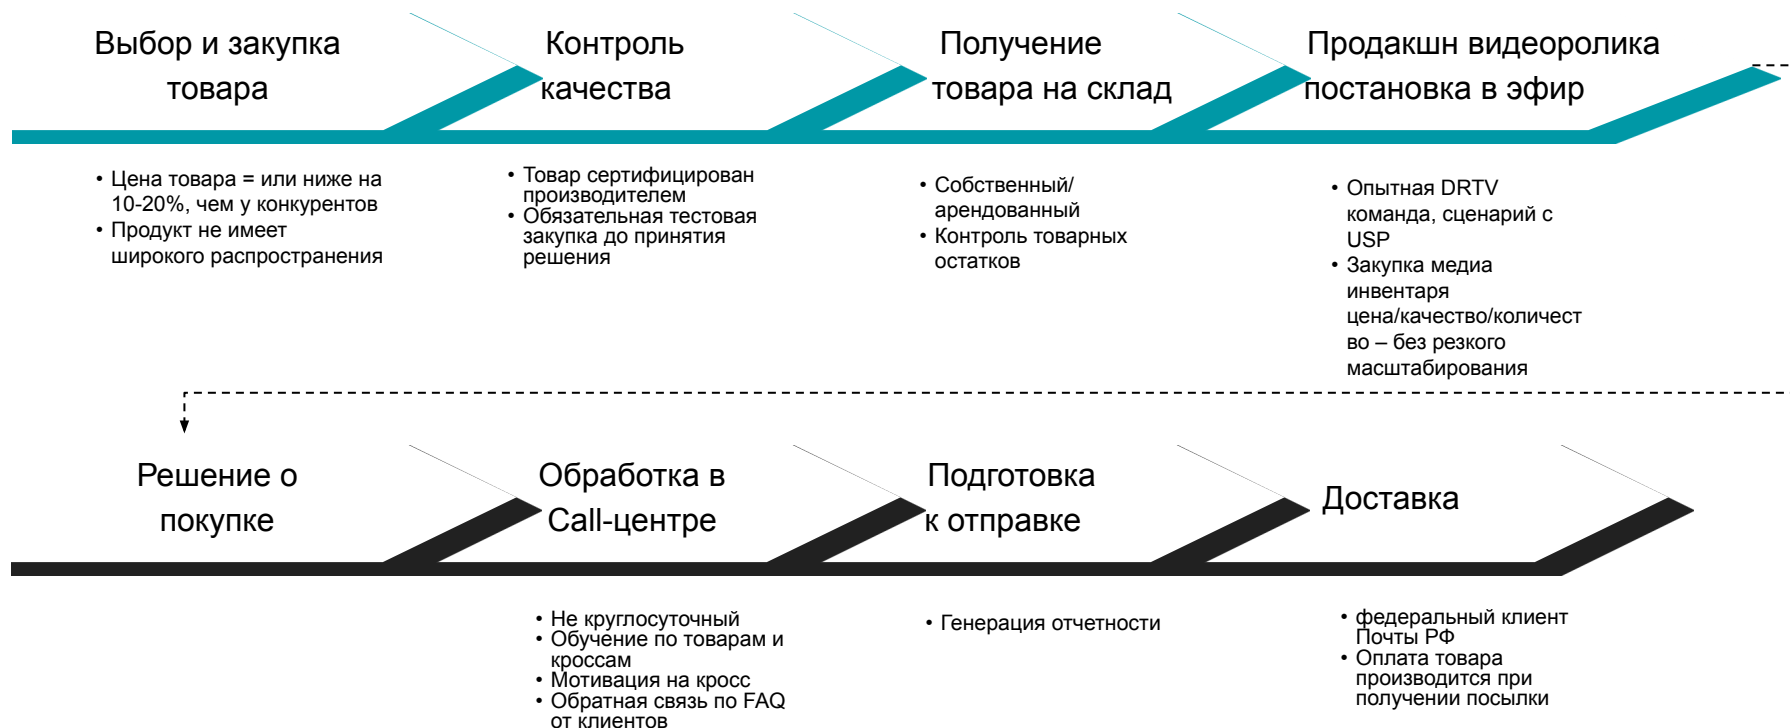 Выбор и закупка
товара
Контроль
качества
Получение
товара на склад
Продакшн видеоролика
постановка в эфир
• Цена товара = или ниже на
10-20%, чем у конкурентов
• Продукт не имеет
широкого распространения
• Товар сертифицирован
производителем
• Обязательная тестовая
закупка до принятия
решения
• Собственный/
арендованный
• Контроль товарных
остатков
• Опытная DRTV
команда, сценарий с
USP
• Закупка медиа
инвентаря
цена/качество/количест
во – без резкого
масштабирования
Решение о
покупке
Обработка в
Call-центре
Подготовка
к отправке
Доставка
• Не круглосуточный
• Обучение по товарам и
кроссам
• Мотивация на кросс
• Обратная связь по FAQ
от клиентов
• Генерация отчетности
• федеральный клиент
Почты РФ
• Оплата товара
производится при
получении посылки